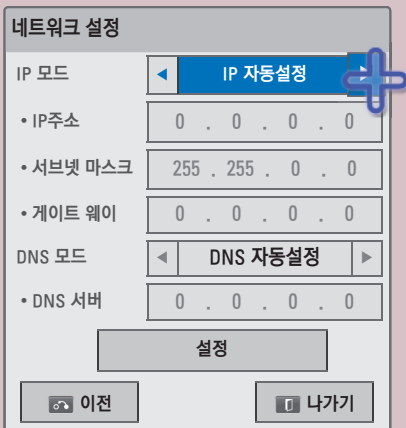 네트워크 설정
IP 모드 ◀ IP 자동설정
• IP주소 0 . 0 . 0 . 0
• 서브넷 마스크 255 . 255 . 0 . 0
• 게이트 웨이 0 . 0 . 0 . 0
DNS 모드 ◀ DNS 자동설정 ▶
• DNS 서버 0 . 0 . 0 . 0
설정
이전 나가기